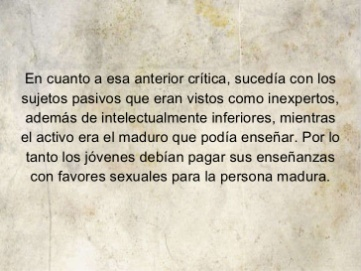 En cuanto a esa anterior crítica, sucedía con los
sujetos pasivos que eran vistos como inexpertos,
además de intelectualmente inferiores, mientras
el activo era el maduro que podía enseñar. Por lo
tanto los jóvenes debían pagar sus enseñanzas
con favores sexuales para la persona madura.